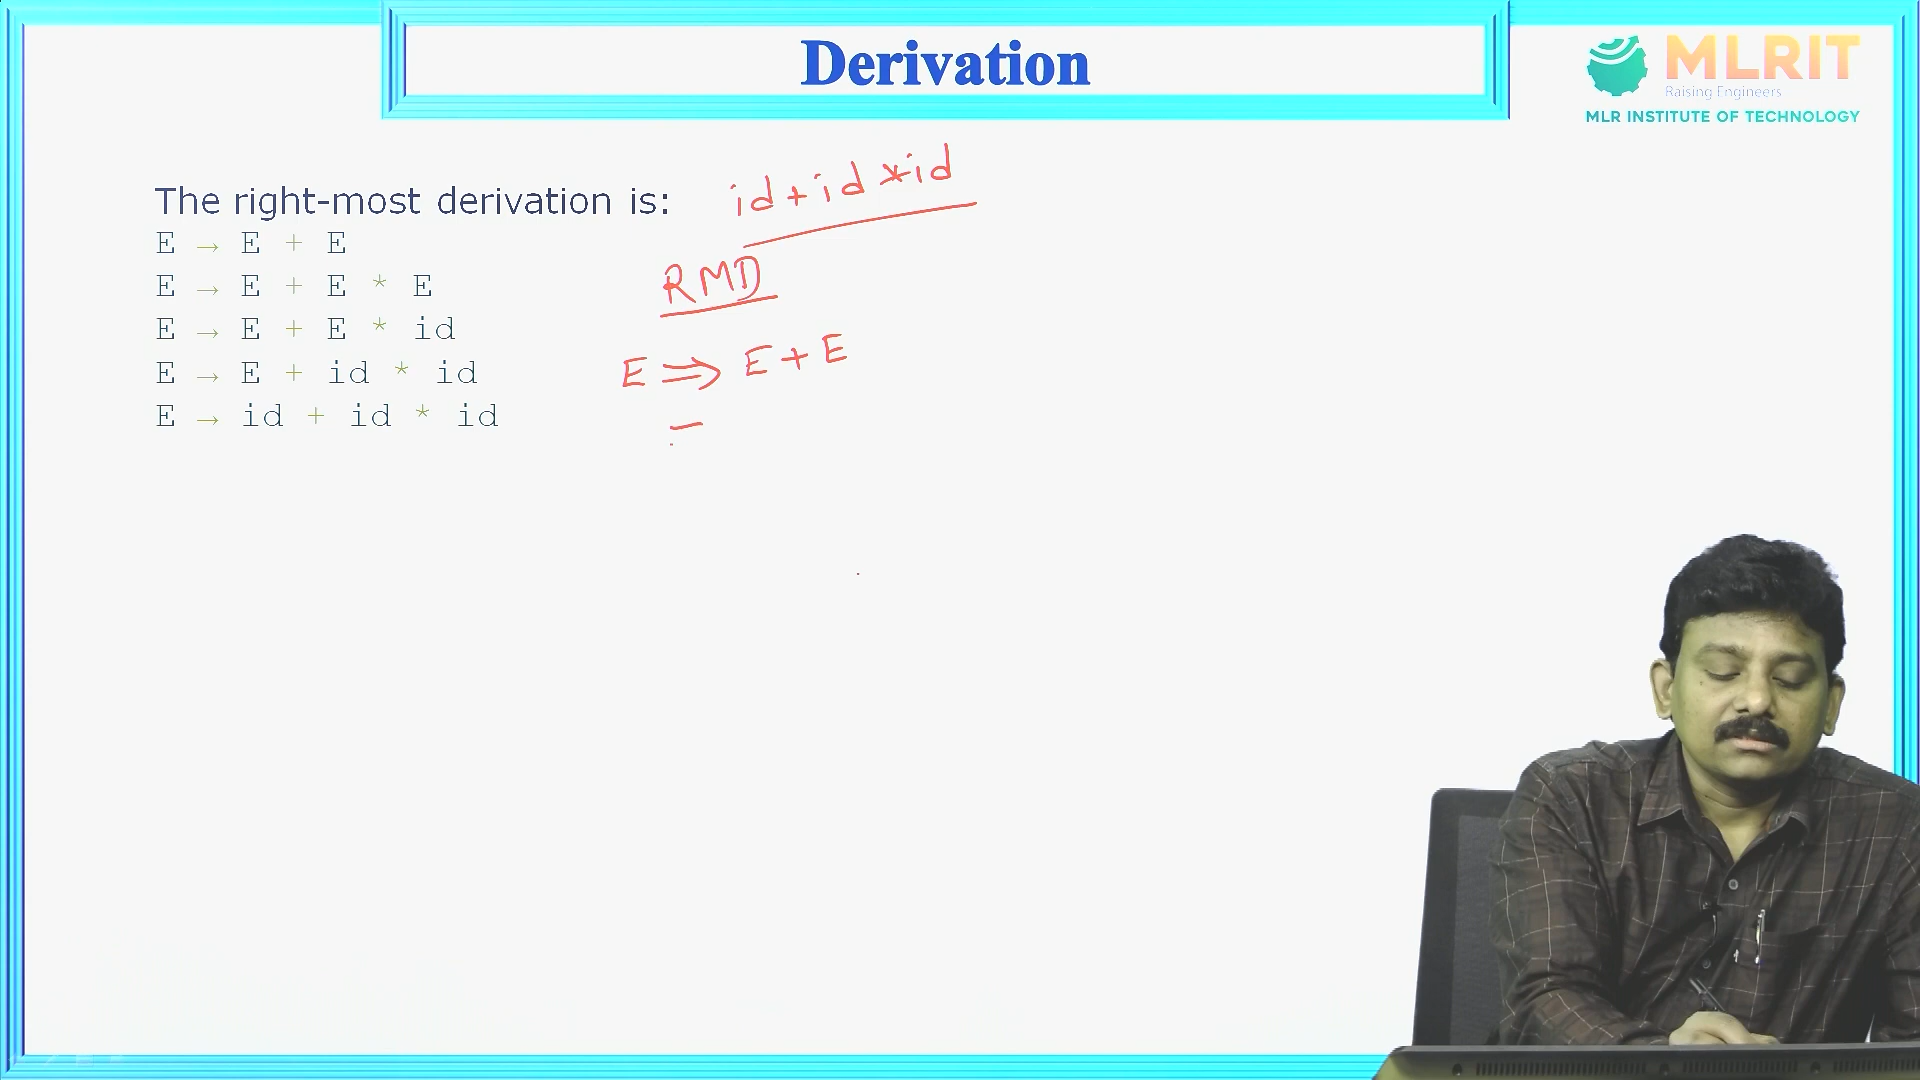 Derivation
MLRIT
Raising Engineers
MLR INSTITUTE OF TECHNOLOGY
The right-most derivation is:
id + id * id
E → E + E
RMD
E → E + E * E
E → E + E * id
E ⇒ E + E
E → E + id * id
E → id + id * id